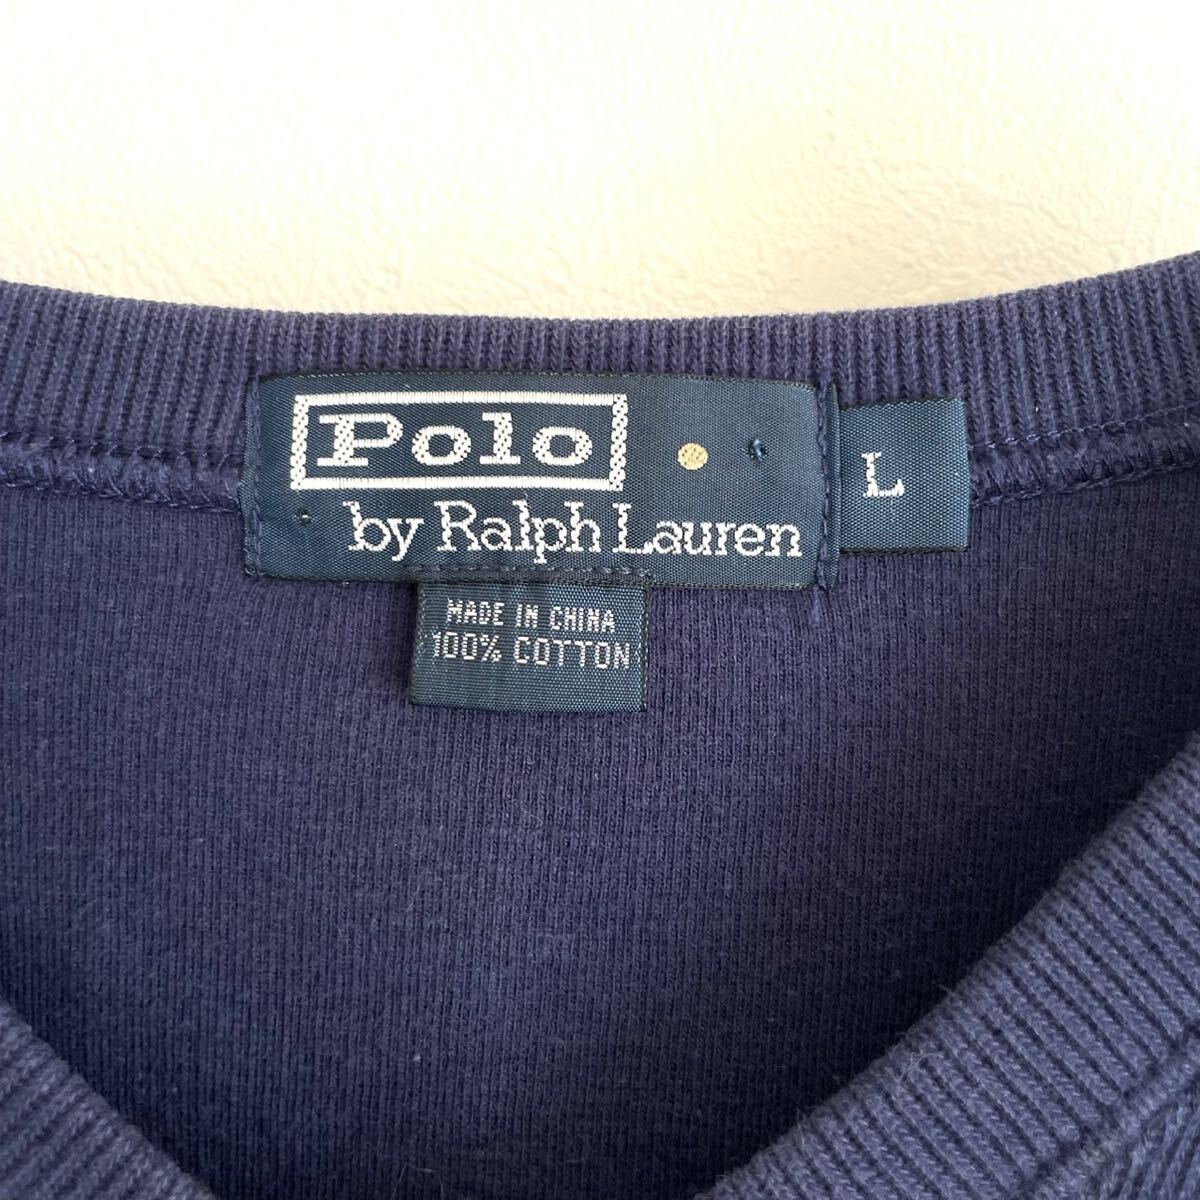 Polo
by Ralph Lauren
L
MADE IN CHINA
100% COTTON